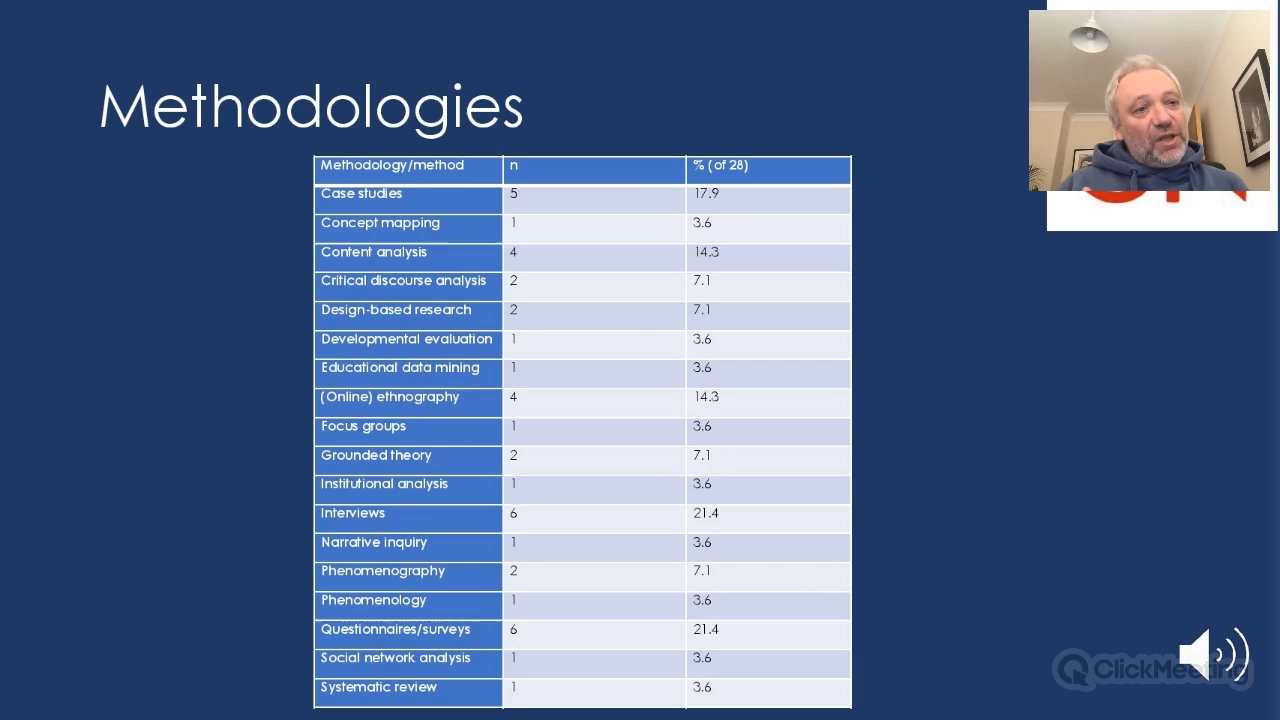 Methodologies
Methodology/method n % (of 28)
Case studies 5 17.9
Concept mapping 1 3.6
Content analysis 4 14.3
Critical discourse analysis 2 7.1
Design-based research 2 7.1
Developmental evaluation 1 3.6
Educational data mining 1 3.6
(Online) ethnography 4 14.3
Focus groups 1 3.6
Grounded theory 2 7.1
Institutional analysis 1 3.6
Interviews 6 21.4
Narrative inquiry 1 3.6
Phenomenography 2 7.1
Phenomenology 1 3.6
Questionnaires/surveys 6 21.4
Social network analysis 1 3.6
Systematic review 1 3.6
ClickMeeting